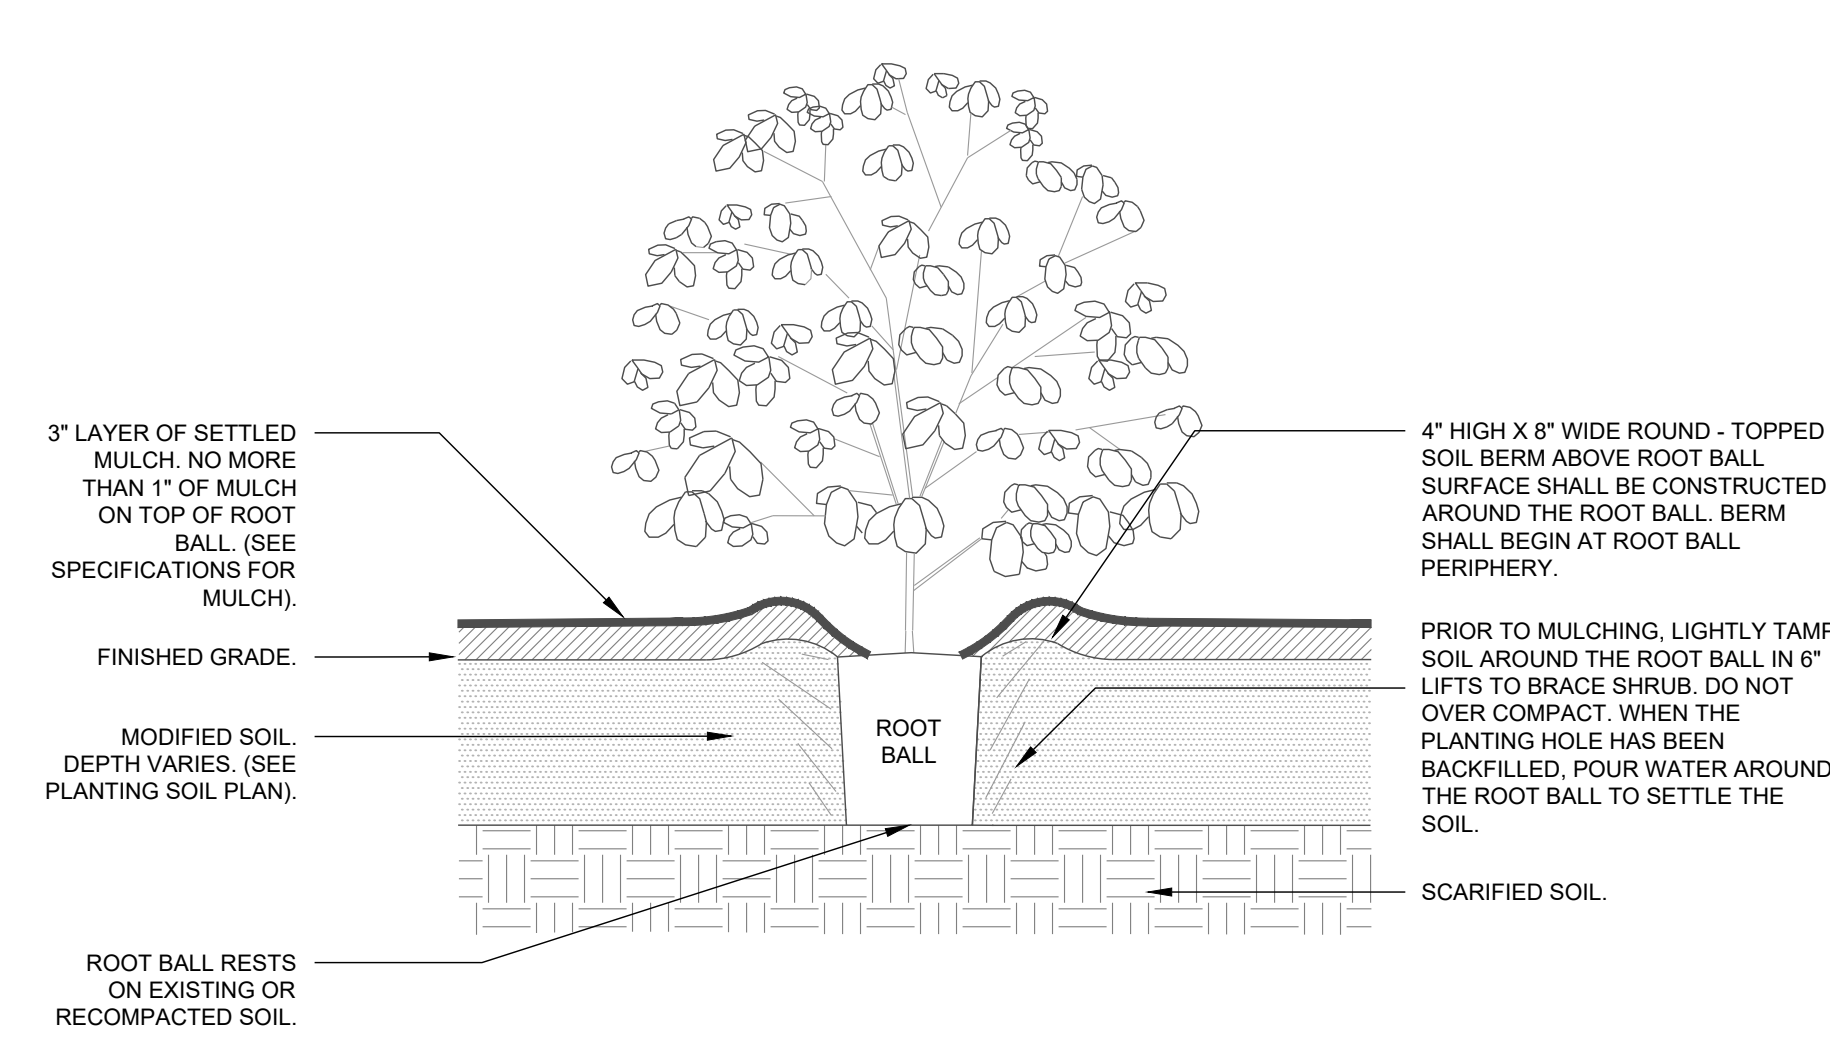 3" LAYER OF SETTLED
MULCH. NO MORE
THAN 1" OF MULCH
ON TOP OF ROOT
BALL. (SEE
SPECIFICATIONS FOR
MULCH).
FINISHED GRADE.
MODIFIED SOIL.
DEPTH VARIES. (SEE
PLANTING SOIL PLAN).
ROOT BALL RESTS
ON EXISTING OR
RECOMPACTED SOIL.
ROOT
BALL
4" HIGH X 8" WIDE ROUND - TOPPED
SOIL BERM ABOVE ROOT BALL
SURFACE SHALL BE CONSTRUCTED
AROUND THE ROOT BALL. BERM
SHALL BEGIN AT ROOT BALL
PERIPHERY.
PRIOR TO MULCHING, LIGHTLY TAMP
SOIL AROUND THE ROOT BALL IN 6"
LIFTS TO BRACE SHRUB. DO NOT
OVER COMPACT. WHEN THE
PLANTING HOLE HAS BEEN
BACKFILLED, POUR WATER AROUND
THE ROOT BALL TO SETTLE THE
SOIL.
SCARIFIED SOIL.